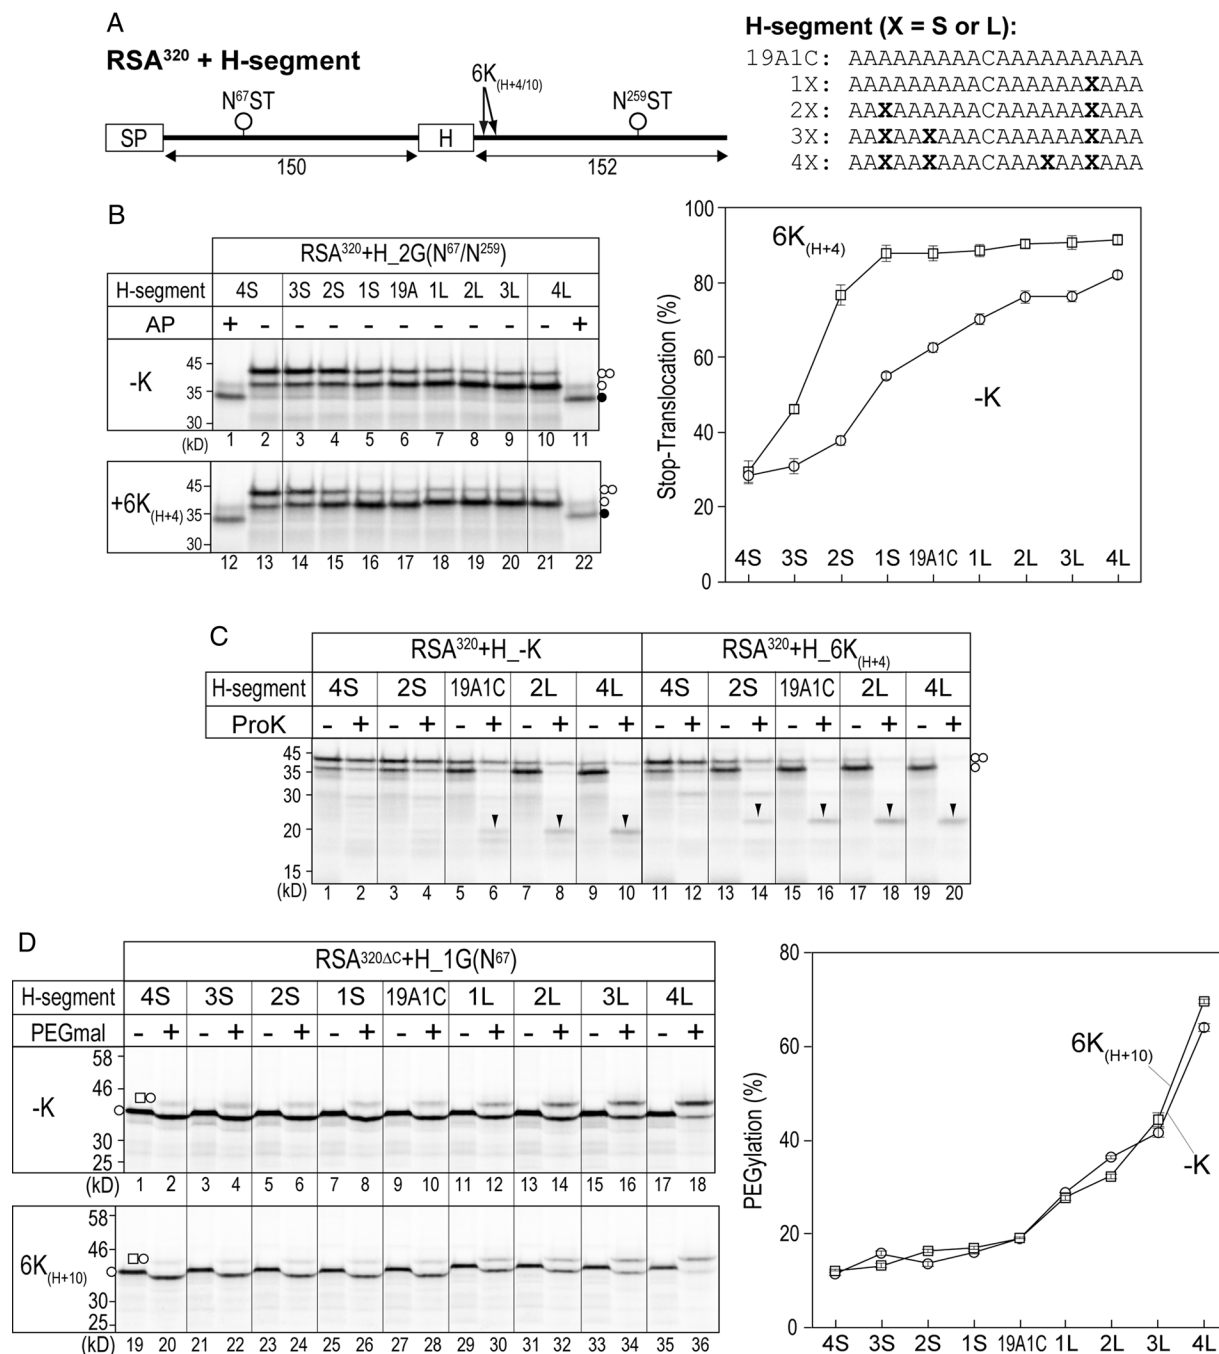 A
RSA320 + H-segment
N67ST
6K(H+4/10)
N259ST
SP
H
150
152
H-segment (X = S or L):
19A1C: AAAAAAAAACAAAAAAAAAA
1X: AAAAAAAAACAAAAAAXAAA
2X: AAXAAAAAACAAAAAAXAAA
3X: AAXAAXAAACAAAAAAXAAA
4X: AAXAAXAAACAAAXAAXAAA
B
RSA320+H_2G(N67/N259)
H-segment 4S 3S 2S 1S 19A 1L 2L 3L 4L
AP + - - - - - - - - - +
-K
45
35
30
(kD) 1 2 3 4 5 6 7 8 9 10 11
+6K(H+4)
45
35
30
12 13 14 15 16 17 18 19 20 21 22
Stop-Translocation (%)
100
80
60
40
20
0
6K(H+4)
-K
4S 3S 2S 1S 19A1C 1L 2L 3L 4L
C
RSA320+H_-K RSA320+H_6K(H+4)
H-segment 4S 2S 19A1C 2L 4L 4S 2S 19A1C 2L 4L
ProK - + - + - + - + - + - + - + - + - + - +
45
35
30
20
15
(kD) 1 2 3 4 5 6 7 8 9 10 11 12 13 14 15 16 17 18 19 20
D
RSA320ΔC+H_1G(N67)
H-segment 4S 3S 2S 1S 19A1C 1L 2L 3L 4L
PEGmal - + - + - + - + - + - + - + - + - +
-K
58
46
30
25
(kD) 1 2 3 4 5 6 7 8 9 10 11 12 13 14 15 16 17 18
6K(H+10)
58
46
30
25
(kD) 19 20 21 22 23 24 25 26 27 28 29 30 31 32 33 34 35 36
PEGylation (%)
80
60
40
20
0
6K(H+10)
-K
4S 3S 2S 1S 19A1C 1L 2L 3L 4L